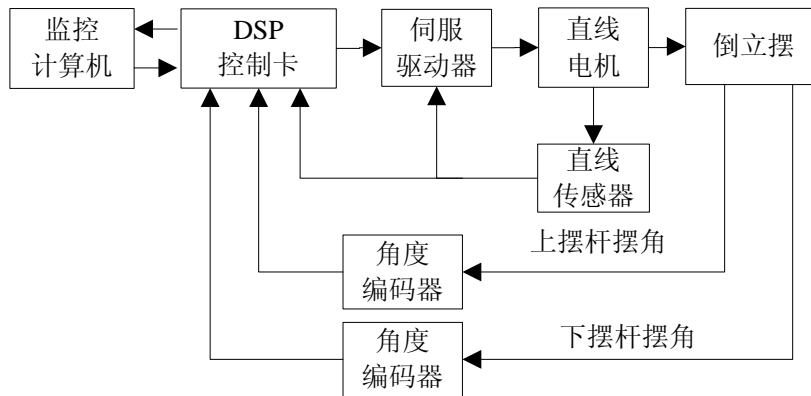 监控
计算机
DSP
控制卡
伺服
驱动器
直线
电机
倒立摆
直线
传感器
上摆杆摆角
角度
编码器
下摆杆摆角
角度
编码器